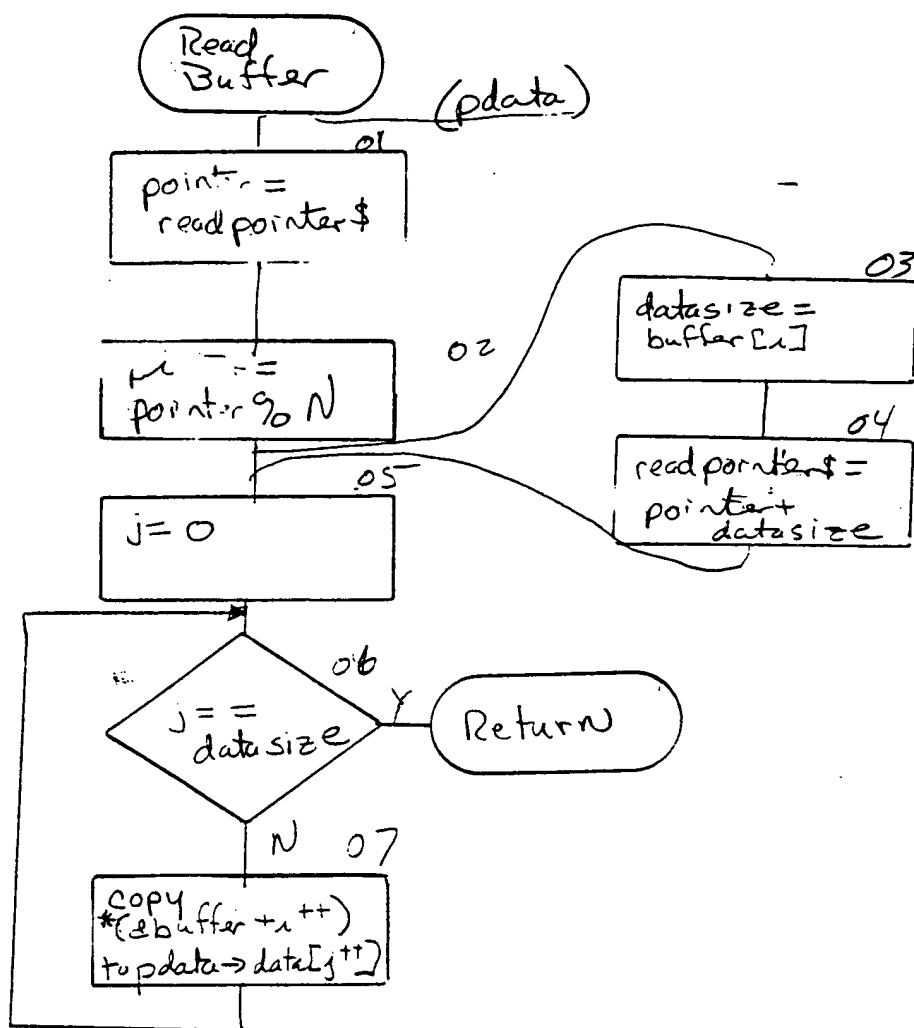 Read
Buffer
(pdata)
01
pointer =
readpointer$
02
=
pointer % N
03
datasize =
buffer[i]
04
readpointer$ =
pointer +
datasize
05
j = 0
06
j = =
datasize
Y
Return
N
07
copy
*(&buffer + i++)
to pdata → data[j++]